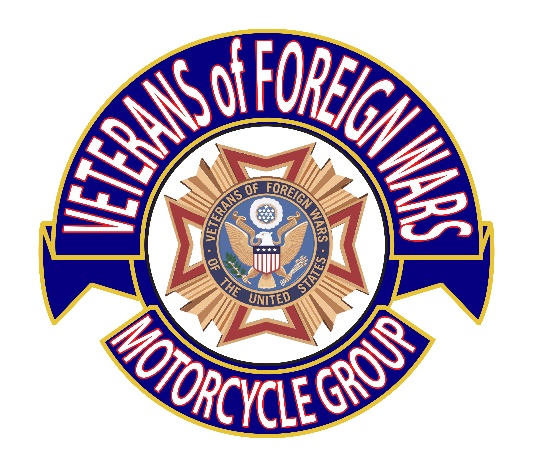 VETERANS of FOREIGN WARS
VETERANS OF FOREIGN WARS
OF THE UNITED STATES
MOTORCYCLE GROUP